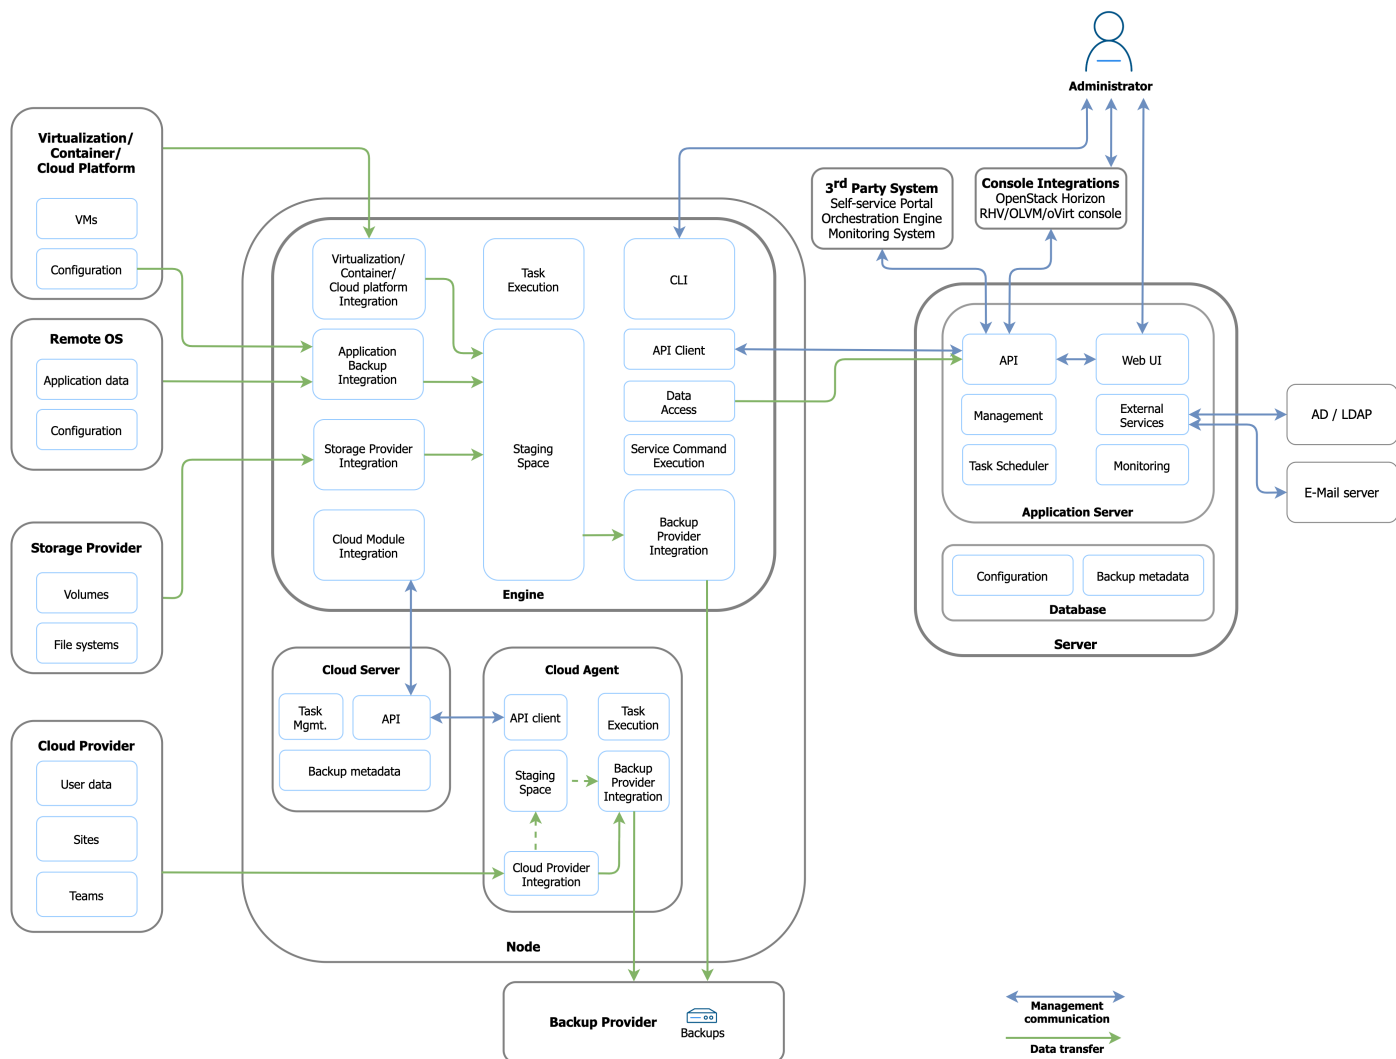 Administrator
Virtualization/
Container/
Cloud Platform
VMs
Configuration
Remote OS
Application data
Configuration
Storage Provider
Volumes
File systems
Cloud Provider
User data
Sites
Teams
Virtualization/
Container/
Cloud platform
Integration
Task
Execution
CLI
Application
Backup
Integration
API Client
Data
Access
Storage Provider
Integration
Staging
Space
Service Command
Execution
Cloud Module
Integration
Backup
Provider
Integration
Engine
Cloud Server
Task
Mgmt.
API
Backup metadata
Cloud Agent
API client
Task
Execution
Staging
Space
Backup
Provider
Integration
Cloud Provider
Integration
Node
Backup Provider
Backups
3rd Party System
Self-service Portal
Orchestration Engine
Monitoring System
Console Integrations
OpenStack Horizon
RHV/OLVM/oVirt console
API
Web UI
Management
External
Services
Task Scheduler
Monitoring
Application Server
Configuration
Backup metadata
Database
Server
AD / LDAP
E-Mail server
Management
communication
Data transfer